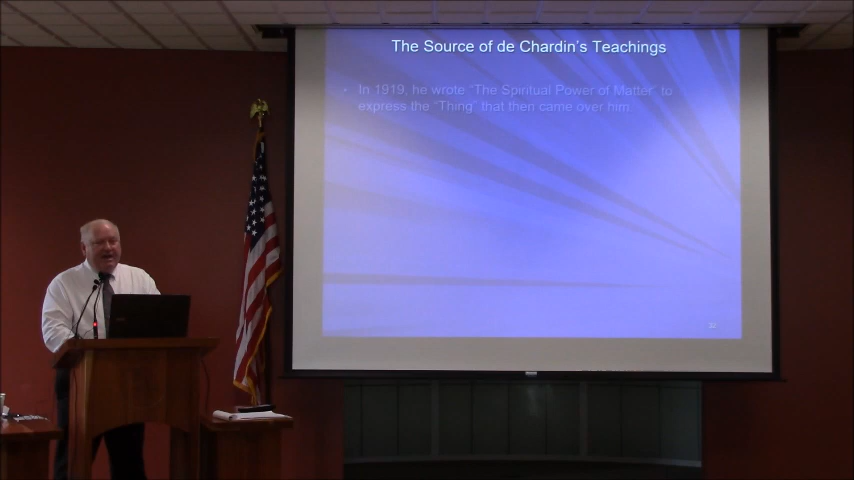 The Source of de Chardin's Teachings
• In 1919, he wrote "The Spiritual Power of Matter" to
express the "Thing" that then came over him.